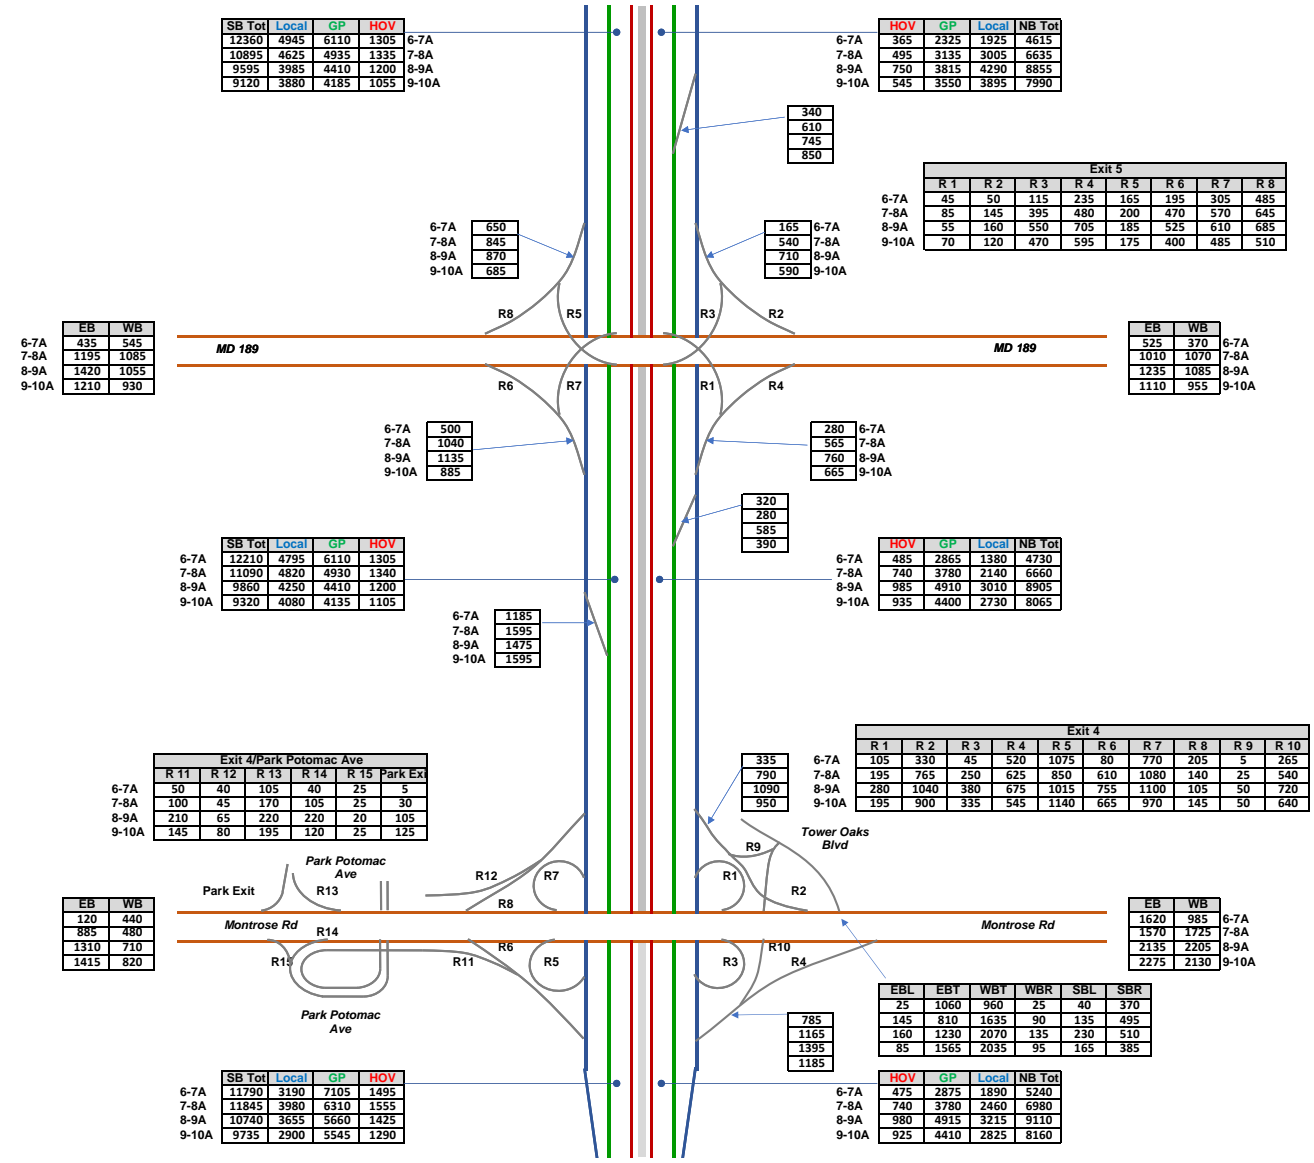 SB Tot Local GP HOV
12360 4945 6110 1305 6-7A
10895 4625 4935 1335 7-8A
9595 3985 4410 1200 8-9A
9120 3880 4185 1055 9-10A
HOV GP Local NB Tot
6-7A 365 2325 1925 4615
7-8A 495 3135 3005 6635
8-9A 750 3815 4290 8855
9-10A 545 3550 3895 7990
340
610
745
850
Exit 5
R 1 R 2 R 3 R 4 R 5 R 6 R 7 R 8
6-7A 45 50 115 235 165 195 305 485
7-8A 85 145 395 480 200 470 570 645
8-9A 55 160 550 705 185 525 610 685
9-10A 70 120 470 595 175 400 485 510
6-7A 650
7-8A 845
8-9A 870
9-10A 685
165 6-7A
540 7-8A
710 8-9A
590 9-10A
R8 R5 R3 R2
EB WB
6-7A 435 545
7-8A 1195 1085
8-9A 1420 1055
9-10A 1210 930
MD 189
MD 189
EB WB
525 370 6-7A
1010 1070 7-8A
1235 1085 8-9A
1110 955 9-10A
R6 R7 R1 R4
6-7A 500
7-8A 1040
8-9A 1135
9-10A 885
280 6-7A
565 7-8A
760 8-9A
665 9-10A
320
280
585
390
SB Tot Local GP HOV
6-7A 12210 4795 6110 1305
7-8A 11090 4820 4930 1340
8-9A 9860 4250 4410 1200
9-10A 9320 4080 4135 1105
HOV GP Local NB Tot
6-7A 485 2865 1380 4730
7-8A 740 3780 2140 6660
8-9A 985 4910 3010 8905
9-10A 935 4400 2730 8065
6-7A 1185
7-8A 1595
8-9A 1475
9-10A 1595
Exit 4/Park Potomac Ave
R 11 R 12 R 13 R 14 R 15 Park Exi
6-7A 50 40 105 40 25 5
7-8A 100 45 170 105 25 30
8-9A 210 65 220 220 20 105
9-10A 145 80 195 120 25 125
335
790
1090
950
Exit 4
R 1 R 2 R 3 R 4 R 5 R 6 R 7 R 8 R 9 R 10
6-7A 105 330 45 520 1075 80 770 205 5 265
7-8A 195 765 250 625 850 610 1080 140 25 540
8-9A 280 1040 380 675 1015 755 1100 105 50 720
9-10A 195 900 335 545 1140 665 970 145 50 640
Tower Oaks
Blvd
Park Potomac
Ave
R9
R12 R7 R1
Park Exit R13 R8 R2
EB WB
120 440
885 480
1310 710
1415 820
Montrose Rd
Montrose Rd
EB WB
1620 985 6-7A
1570 1725 7-8A
2135 2205 8-9A
2275 2130 9-10A
R14 R6 R10
R15 R11 R5 R3 R4
Park Potomac
Ave
EBL EBT WBT WBR SBL SBR
25 1060 960 25 40 370
145 810 1635 90 135 495
160 1230 2070 135 230 510
85 1565 2035 95 165 385
785
1165
1395
1185
SB Tot Local GP HOV
6-7A 11790 3190 7105 1495
7-8A 11845 3980 6310 1555
8-9A 10740 3655 5660 1425
9-10A 9735 2900 5545 1290
HOV GP Local NB Tot
6-7A 475 2875 1890 5240
7-8A 740 3780 2460 6980
8-9A 980 4915 3215 9110
9-10A 925 4410 2825 8160